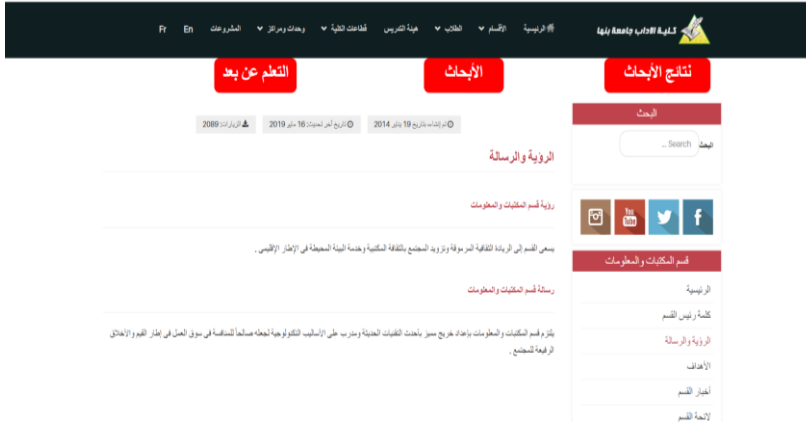 كلية الاداب جامعة بنها
الرئيسية الأقسام الطلاب هيئة التدريس قطاعات الكلية وحدات ومراكز المشروعات En Fr
نتائج الأبحاث
الأبحاث
التعلم عن بعد
البحث
البحث Search ..
You Tube
قسم المكتبات والمعلومات
الرئيسية
كلمة رئيس القسم
الرؤية والرسالة
الأهداف
أخبار القسم
لائحة القسم
تم إنشاءه بتاريخ 19 يناير 2014
تاريخ آخر تحديث: 16 مايو 2019
الزيارات: 2089
الرؤية والرسالة
رؤية قسم المكتبات والمعلومات
يسعى القسم إلى الريادة الثقافية المرموقة وتزويد المجتمع بالثقافة المكتبية وخدمة البيئة المحيطة في الإطار الإقليمى .
رسالة قسم المكتبات والمعلومات
يلتزم قسم المكتبات والمعلومات بإعداد خريج مميز بأحدث التقنيات الحديثة ومدرب على الأساليب التكنولوجية لجعله صالحاً للمنافسة في سوق العمل في إطار القيم والأخلاق
الرفيعة للمجتمع .